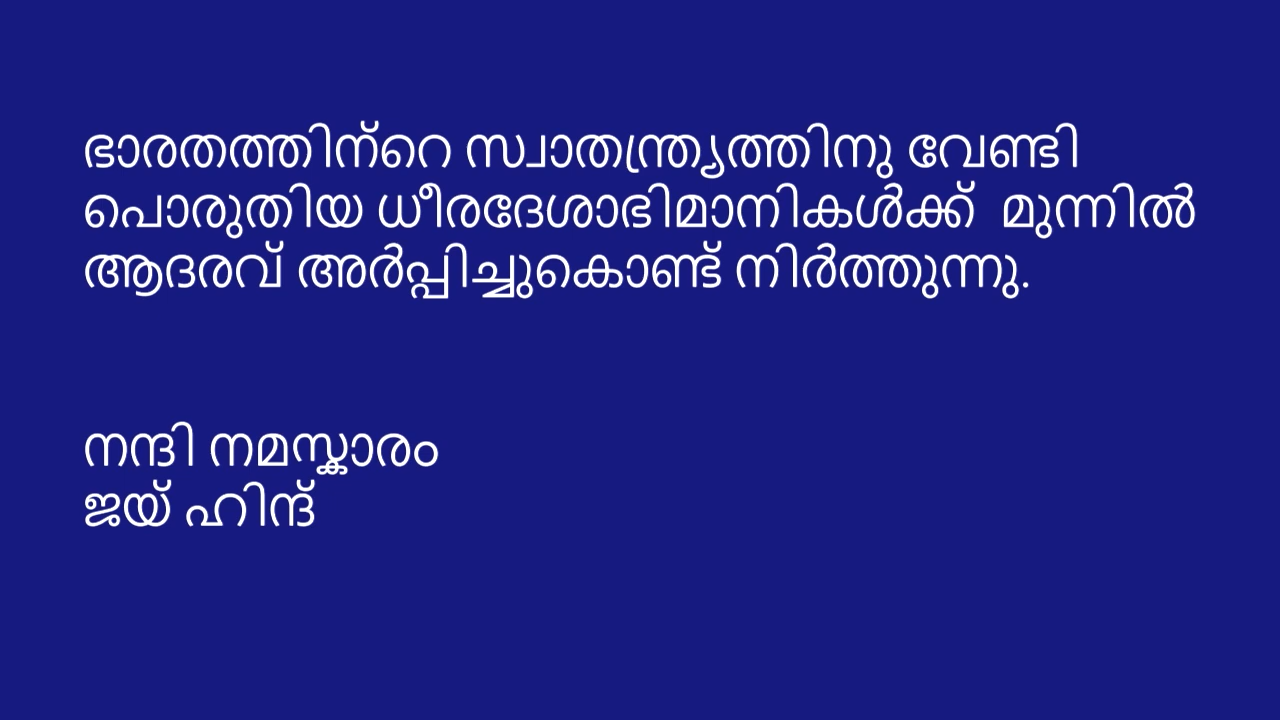 ഭാരതത്തിന്റെ സ്വാതന്ത്ര്യത്തിനു വേണ്ടി
പൊരുതിയ ധീരദേശാഭിമാനികൾക്ക് മുന്നിൽ
ആദരവ് അർപ്പിച്ചുകൊണ്ട് നിർത്തുന്നു.
നന്ദി നമസ്കാരം
ജയ് ഹിന്ദ്